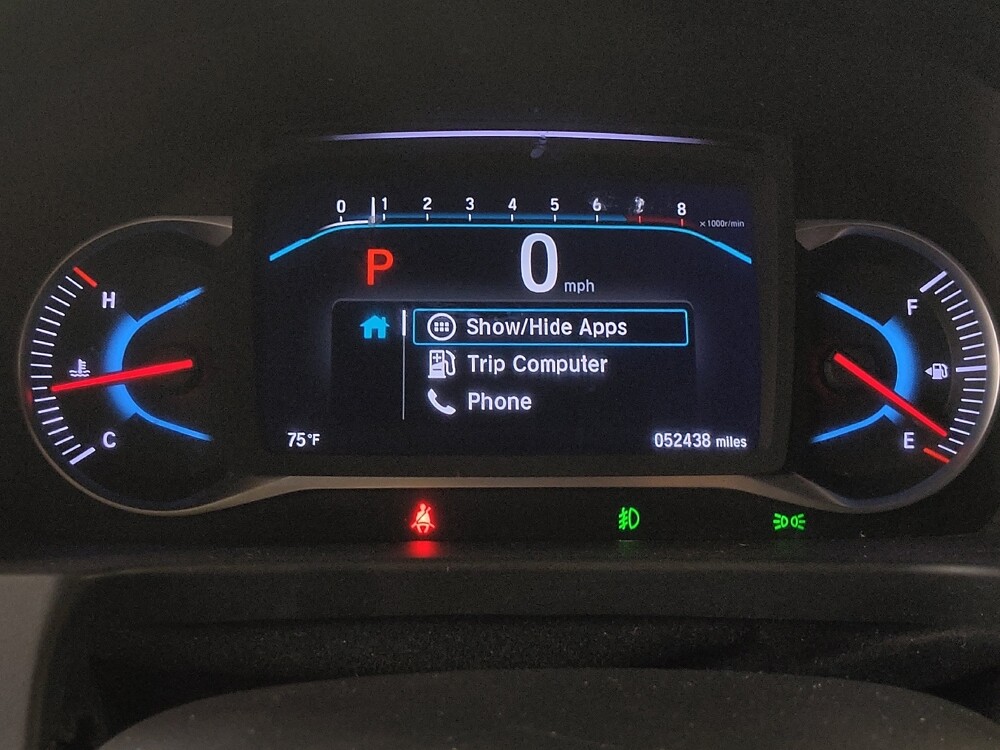 0 1 2 3 4 5 6 7 8
x1000r/min
P 0 mph
H
F
Show/Hide Apps
Trip Computer
Phone
C
E
75°F 052438 miles